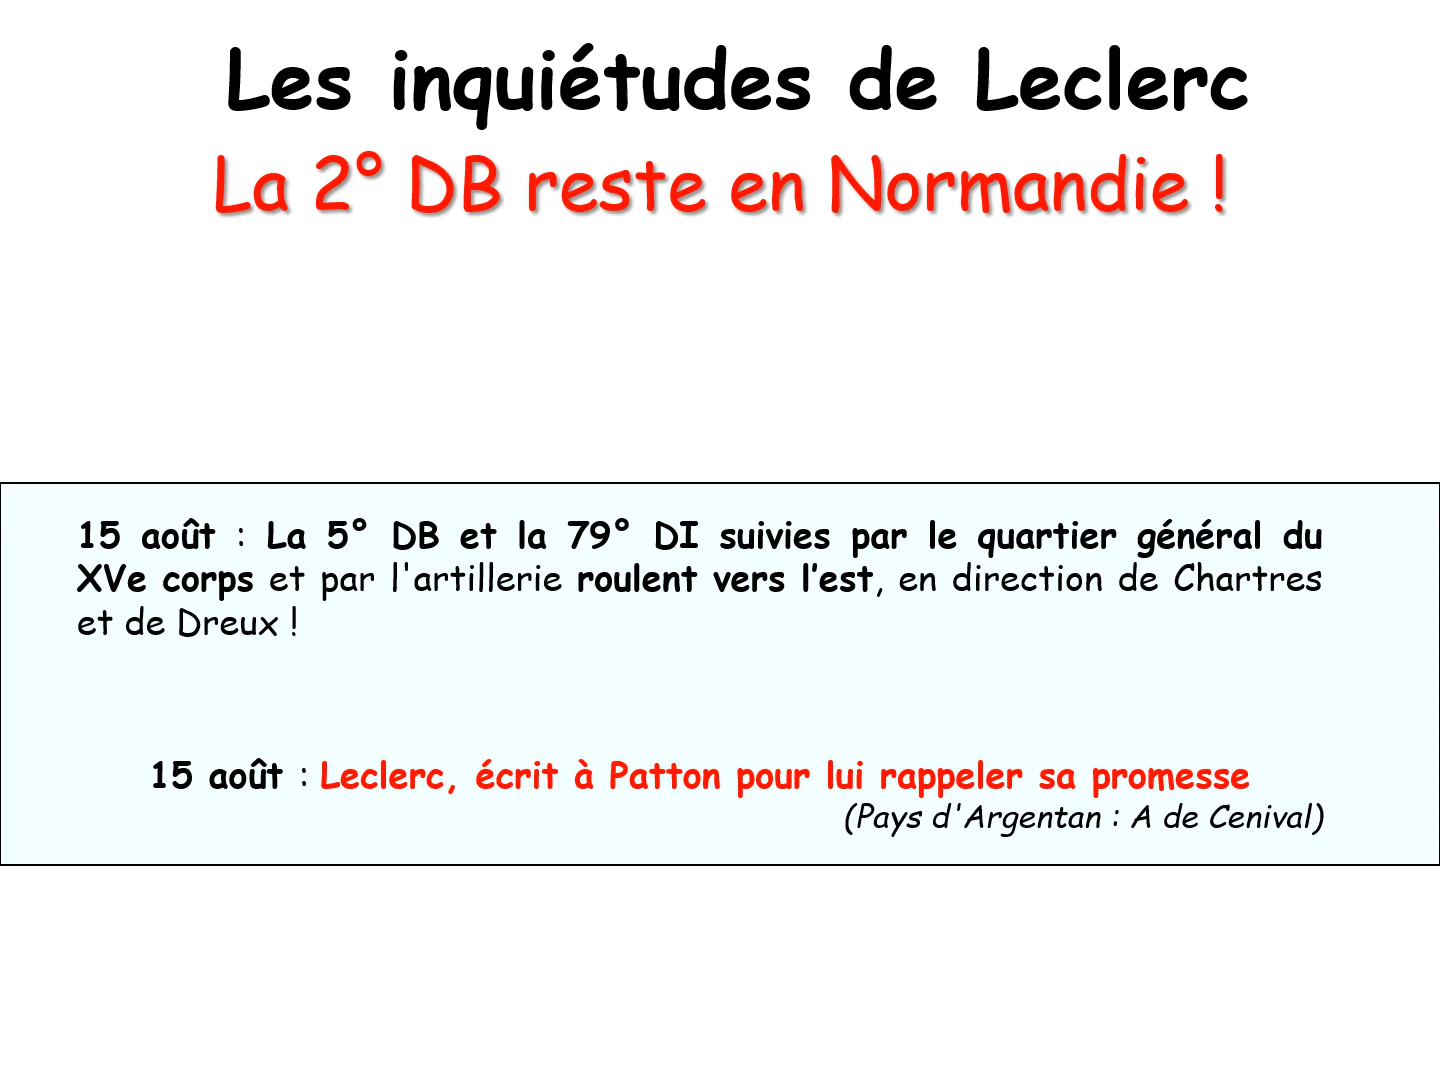 Les inquiétudes de Leclerc
La 2° DB reste en Normandie !
15 août : La 5° DB et la 79° DI suivies par le quartier général du
XVe corps et par l'artillerie roulent vers l’est, en direction de Chartres
et de Dreux !
15 août : Leclerc, écrit à Patton pour lui rappeler sa promesse
(Pays d'Argentan : A de Cenival)